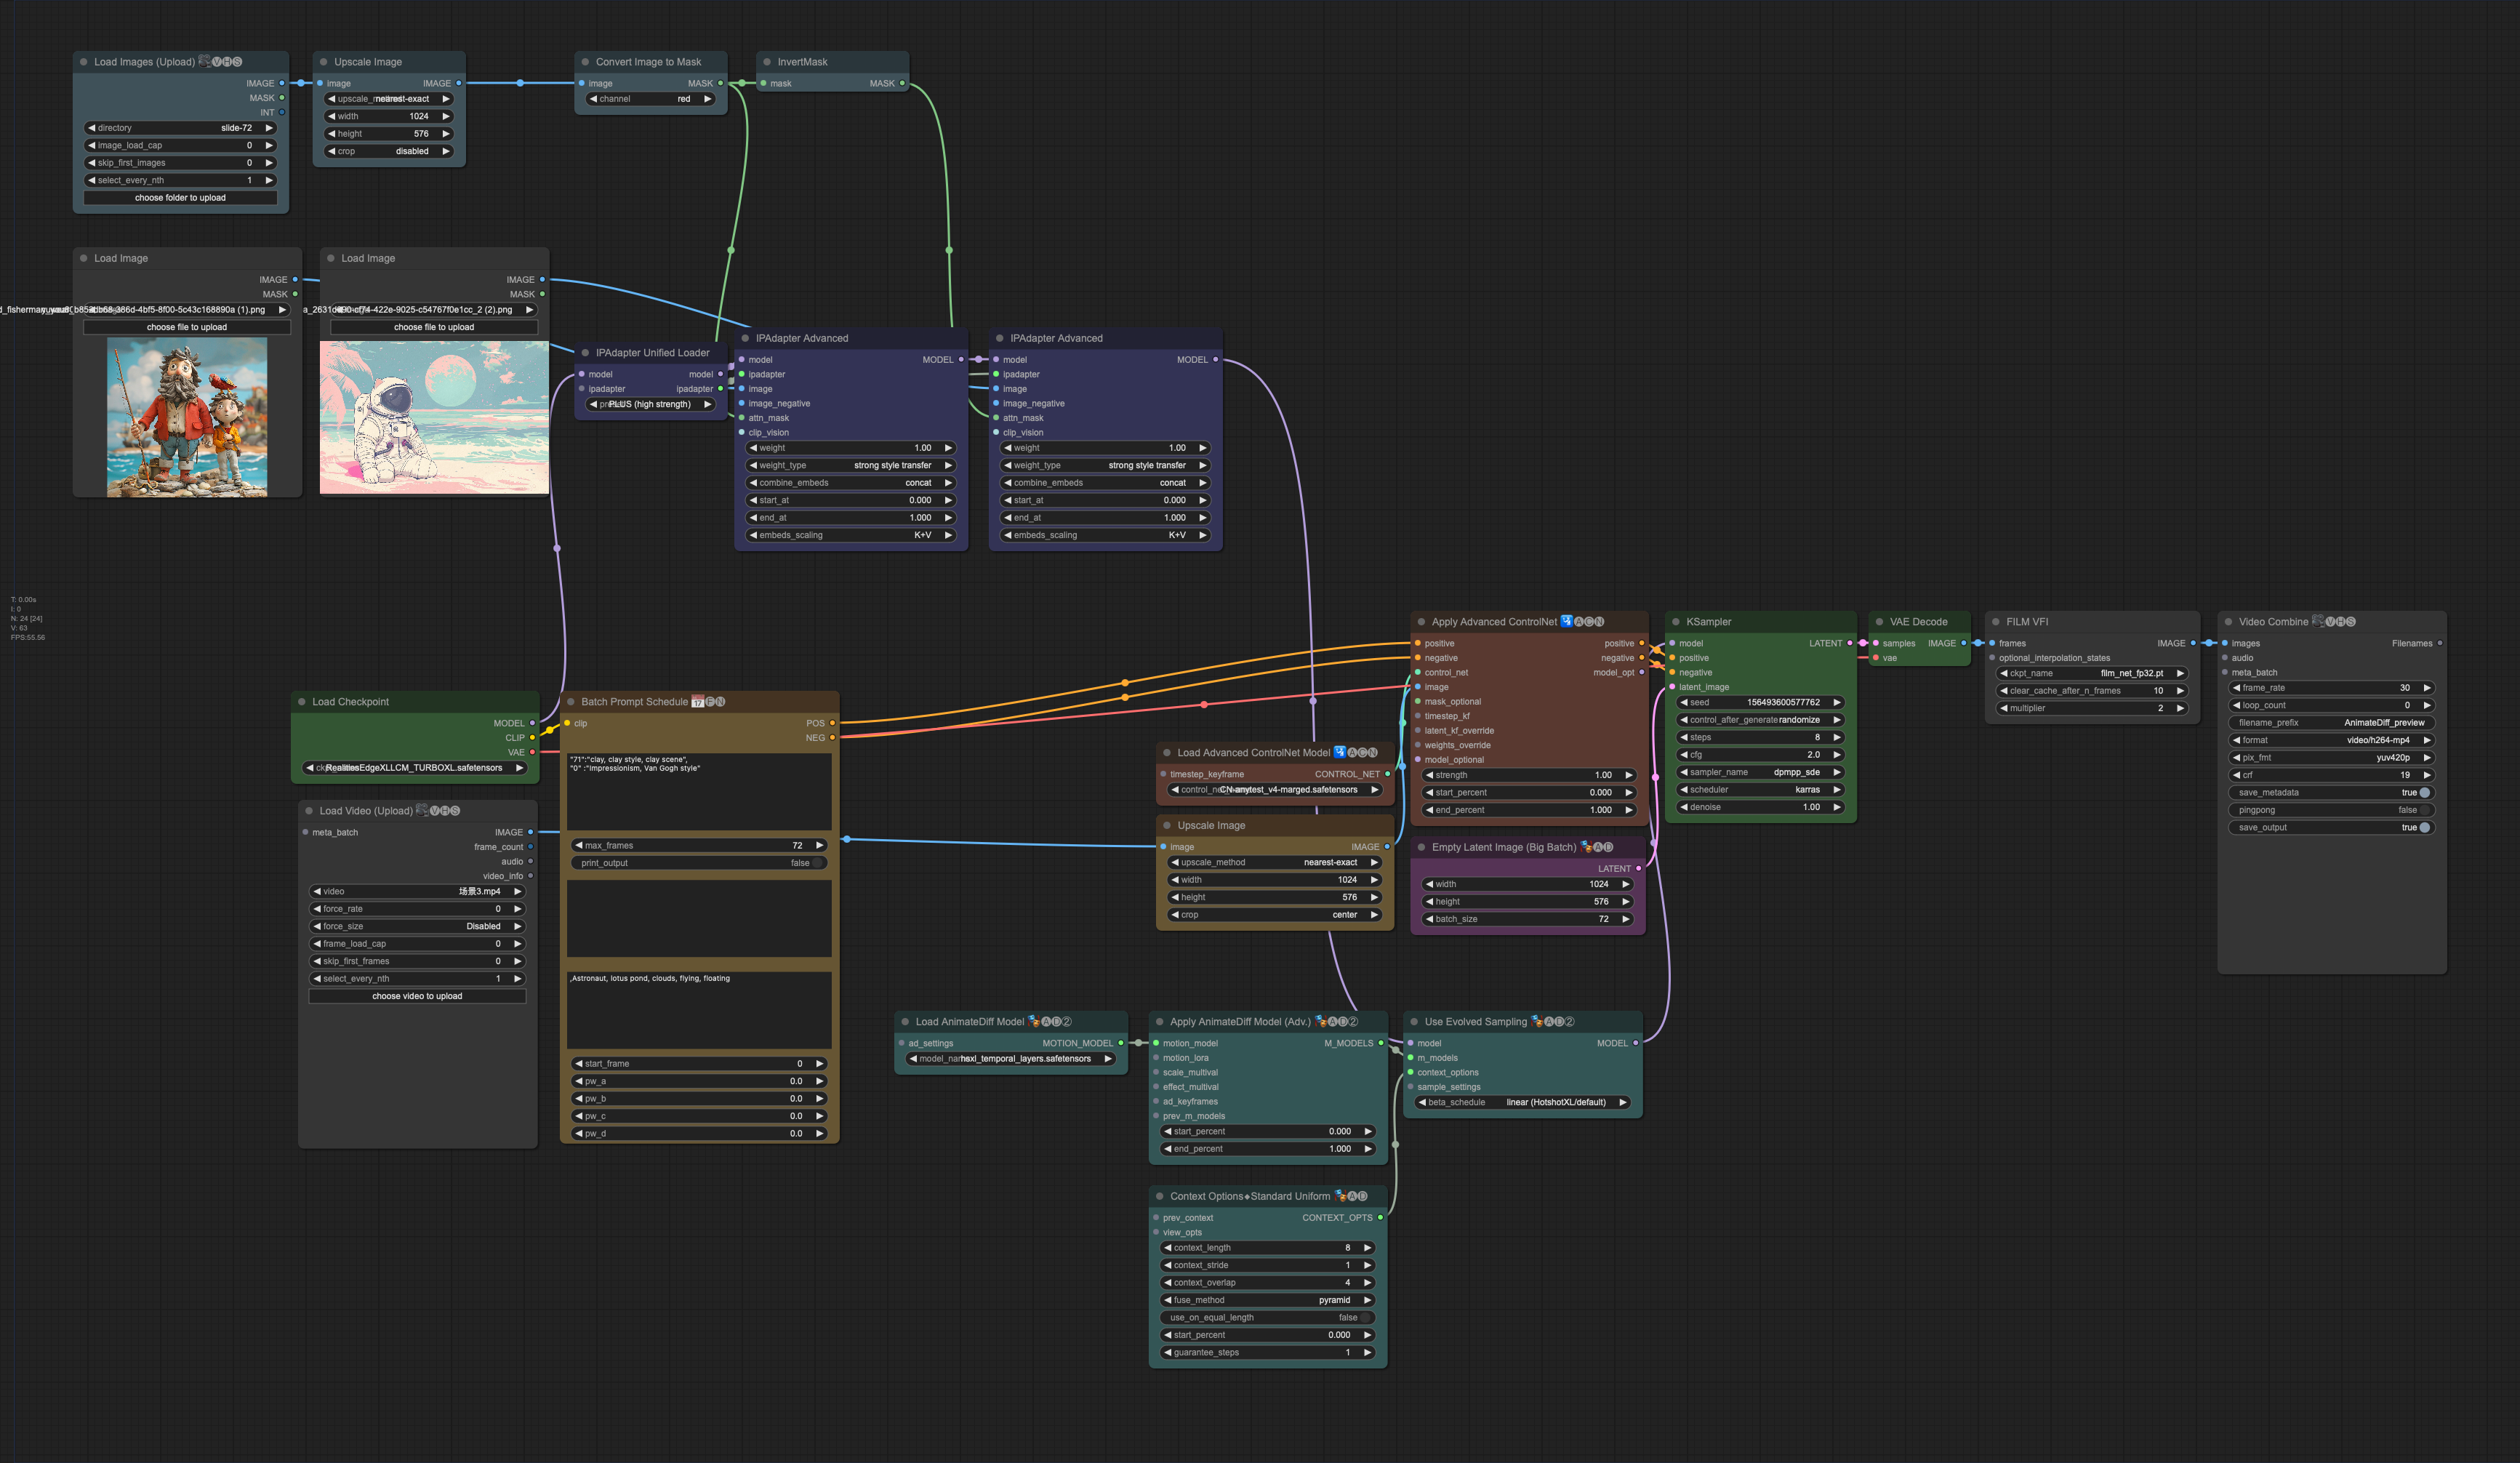 Load Images (Upload) 🎥🅥🅗🅢
IMAGE
MASK
INT
directory slide-72
image_load_cap 0
skip_first_images 0
select_every_nth 1
choose folder to upload
Upscale Image
image IMAGE
nearest-exact
width 1024
height 576
crop disabled
Convert Image to Mask
image MASK
channel red
InvertMask
mask MASK
Load Image
IMAGE
MASK
choose file to upload
Load Image
IMAGE
MASK
choose file to upload
IPAdapter Unified Loader
model model
ipadapter ipadapter
PLUS (high strength)
IPAdapter Advanced
model MODEL
ipadapter
image
image_negative
attn_mask
clip_vision
weight 1.00
weight_type strong style transfer
combine_embeds concat
start_at 0.000
end_at 1.000
embeds_scaling K+V
IPAdapter Advanced
model MODEL
ipadapter
image
image_negative
attn_mask
clip_vision
weight 1.00
weight_type strong style transfer
combine_embeds concat
start_at 0.000
end_at 1.000
embeds_scaling K+V
T: 0.00s
I: 0
N: 24 [24]
V: 63
FPS:55.56
Load Checkpoint
MODEL
CLIP
VAE
RealitiesEdgeXLLCM_TURBOXL.safetensors
Load Video (Upload) 🎥🅥🅗🅢
meta_batch IMAGE
frame_count
audio
video_info
video 场景3.mp4
force_rate 0
force_size Disabled
frame_load_cap 0
skip_first_frames 0
select_every_nth 1
choose video to upload
Batch Prompt Schedule 📅🅕🅝
clip POS
NEG
"71":"clay, clay style, clay scene",
"0" :"impressionism, Van Gogh style"
max_frames 72
print_output false
,Astronaut, lotus pond, clouds, flying, floating
start_frame 0
pw_a 0.0
pw_b 0.0
pw_c 0.0
pw_d 0.0
Load Advanced ControlNet Model 🛂🅐🅒🅝
timestep_keyframe CONTROL_NET
CN-anytest_v4-marged.safetensors
Upscale Image
image IMAGE
upscale_method nearest-exact
width 1024
height 576
crop center
Apply Advanced ControlNet 🛂🅐🅒🅝
positive positive
negative negative
control_net model_opt
image
mask_optional
timestep_kf
latent_kf_override
weights_override
model_optional
strength 1.00
start_percent 0.000
end_percent 1.000
Empty Latent Image (Big Batch) 🎭🅐🅓
LATENT
width 1024
height 576
batch_size 72
KSampler
model LATENT
positive
negative
latent_image
seed 156493600577762
control_after_generate randomize
steps 8
cfg 2.0
sampler_name dpmpp_sde
scheduler karras
denoise 1.00
VAE Decode
samples IMAGE
vae
FILM VFI
frames IMAGE
optional_interpolation_states
ckpt_name film_net_fp32.pt
clear_cache_after_n_frames 10
multiplier 2
Video Combine 🎥🅥🅗🅢
images Filenames
audio
meta_batch
frame_rate 30
loop_count 0
filename_prefix AnimateDiff_preview
format video/h264-mp4
pix_fmt yuv420p
crf 19
save_metadata true
pingpong false
save_output true
Load AnimateDiff Model 🎭🅐🅓②
ad_settings MOTION_MODEL
hsxl_temporal_layers.safetensors
Apply AnimateDiff Model (Adv.) 🎭🅐🅓②
motion_model M_MODELS
motion_lora
scale_multival
effect_multival
ad_keyframes
prev_m_models
start_percent 0.000
end_percent 1.000
Use Evolved Sampling 🎭🅐🅓②
model MODEL
m_models
context_options
sample_settings
beta_schedule linear (HotshotXL/default)
Context Options◆Standard Uniform 🎭🅐🅓
prev_context CONTEXT_OPTS
view_opts
context_length 8
context_stride 1
context_overlap 4
fuse_method pyramid
use_on_equal_length false
start_percent 0.000
guarantee_steps 1